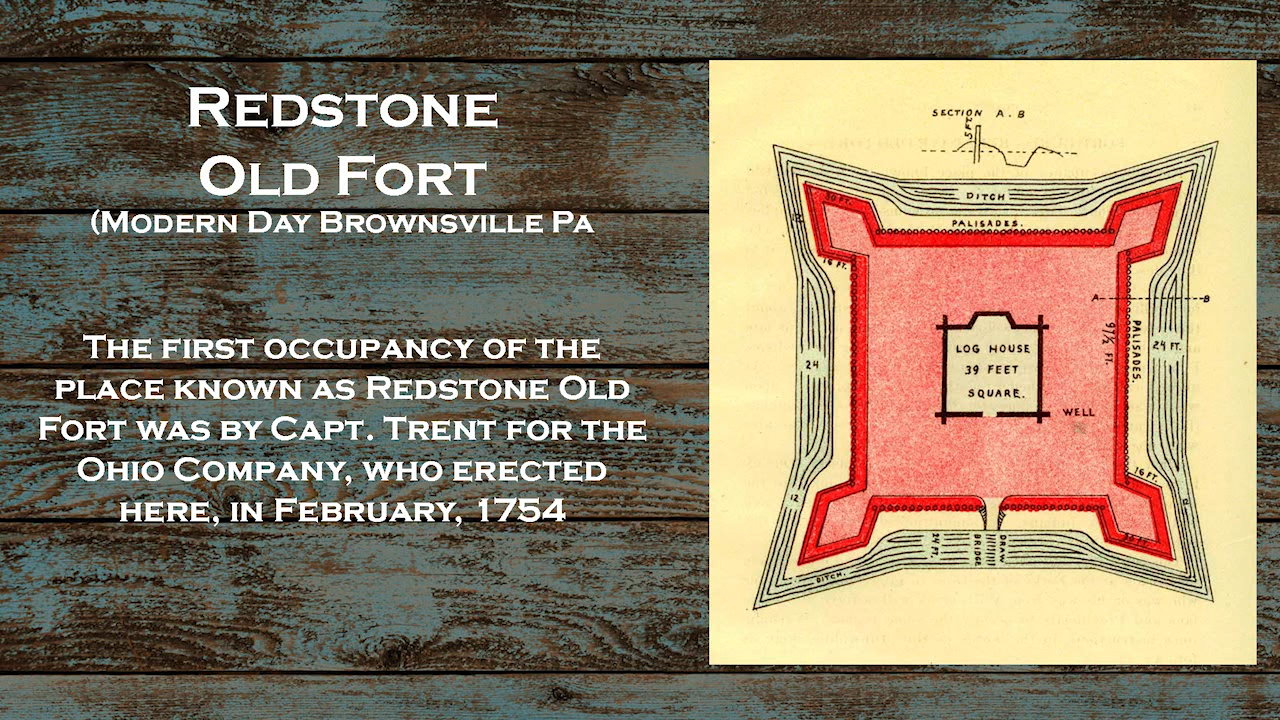 Redstone
Old Fort
(Modern Day Brownsville Pa
The first occupancy of the
place known as Redstone Old
Fort was by Capt. Trent for the
Ohio Company, who erected
here, in February, 1754
SECTION A.B
5 FT.
DITCH
PALISADES.
30 FT.
16 FT.
A
B
97½ FT.
PALISADES.
24 FT.
24
LOG HOUSE
39 FEET
SQUARE.
WELL
16 FT.
12
24 FT.
DRAW
BRIDGE
DITCH.